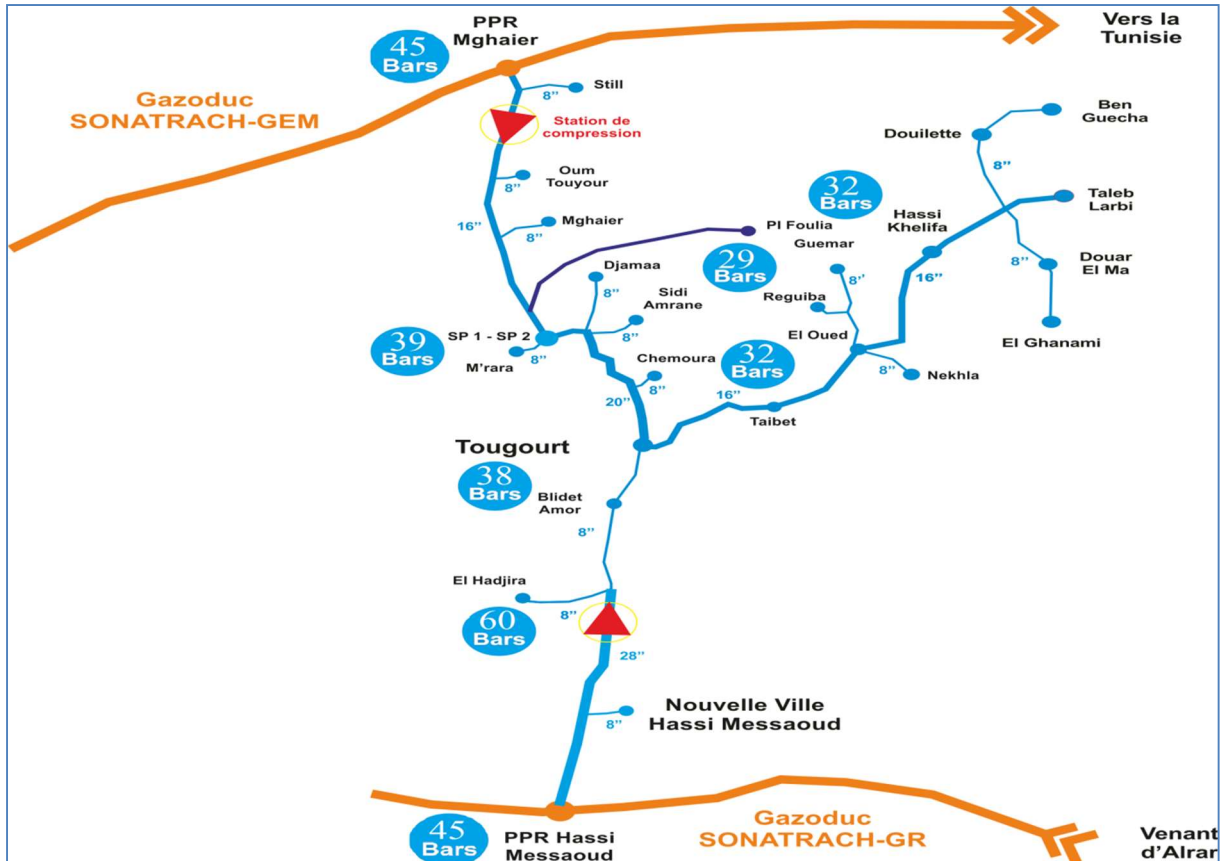 PPR
Mghaier
Vers la
Tunisie
45
Bars
Still
8”
Gazoduc
SONATRACH-GEM
Station de
compression
Ben
Guecha
Douilette
8”
Oum
Touyour
8”
32
Bars
Taleb
Larbi
Hassi
Khelifa
16”
Mghaier
8”
PI Foulia
Guemar
29
Bars
Djamaa
8”
8”
Douar
El Ma
8”
16”
Sidi
Amrane
8”
Reguiba
El Oued
El Ghanami
SP 1 - SP 2
39
Bars
M’rara
8”
Chemoura
8”
32
Bars
8”
Nekhla
20”
16”
Taibet
Tougourt
38
Bars
Blidet
Amor
8”
El Hadjira
8”
60
Bars
28”
Nouvelle Ville
Hassi Messaoud
8”
Gazoduc
SONATRACH-GR
45
Bars
PPR Hassi
Messaoud
Venant
d’Alrar